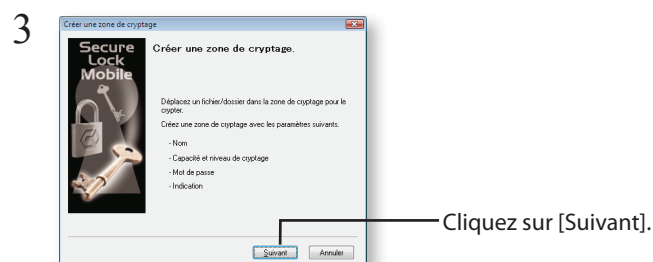 3
Créer une zone de cryptage
Secure
Lock
Mobile
Créer une zone de cryptage.
Déplacez un fichier/dossier dans la zone de cryptage pour le
crypter.
Créez une zone de cryptage avec les paramètres suivants.
- Nom
- Capacité et niveau de cryptage
- Mot de passe
- Indication
Suivant
Annuler
Cliquez sur [Suivant].